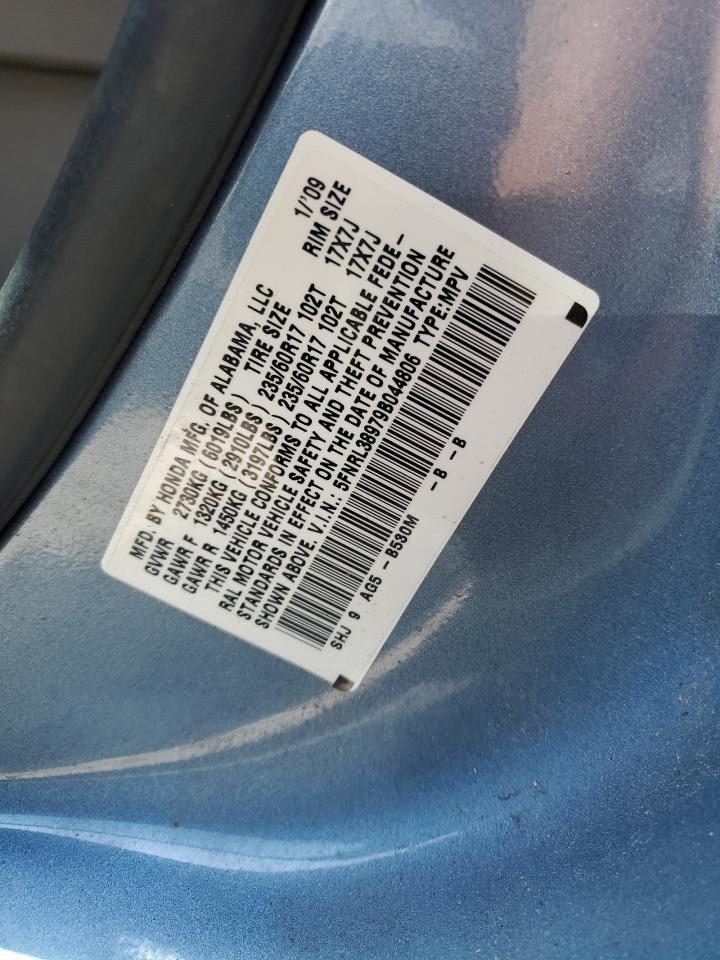 MFD. BY HONDA MFG. OF ALABAMA, LLC 1/'09
GVWR 2730KG (6019LBS) TIRE SIZE RIM SIZE
GAWR F 1320KG (2910LBS) 235/60R17 102T 17X7J
GAWR R 1450KG (3197LBS) 235/60R17 102T 17X7J
THIS VEHICLE CONFORMS TO ALL APPLICABLE FEDE-
RAL MOTOR VEHICLE SAFETY AND THEFT PREVENTION
STANDARDS IN EFFECT ON THE DATE OF MANUFACTURE
SHOWN ABOVE. V.I.N.: 5FNRL38979B044806 TYPE:MPV
SHJ 9 AG5 - B530M - B - B